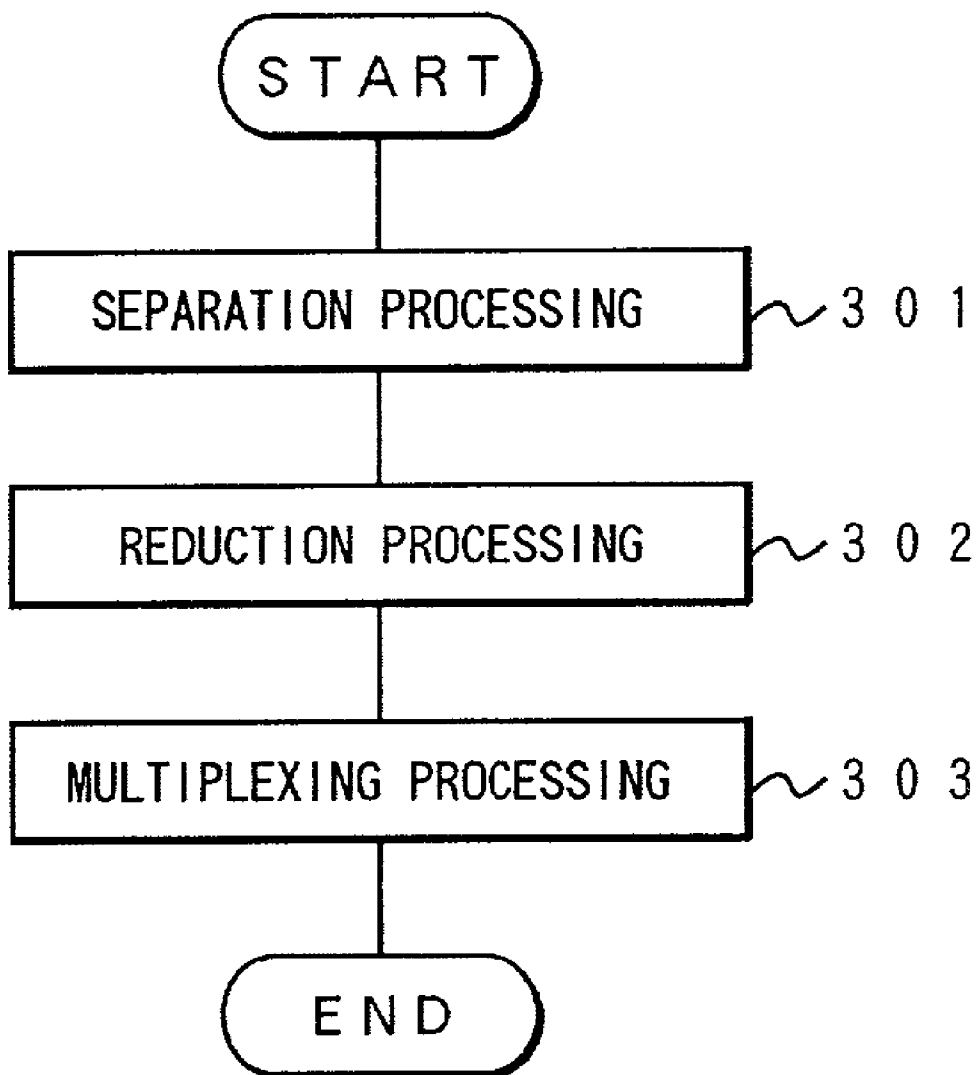 START
SEPARATION PROCESSING 301
REDUCTION PROCESSING 302
MULTIPLEXING PROCESSING 303
END